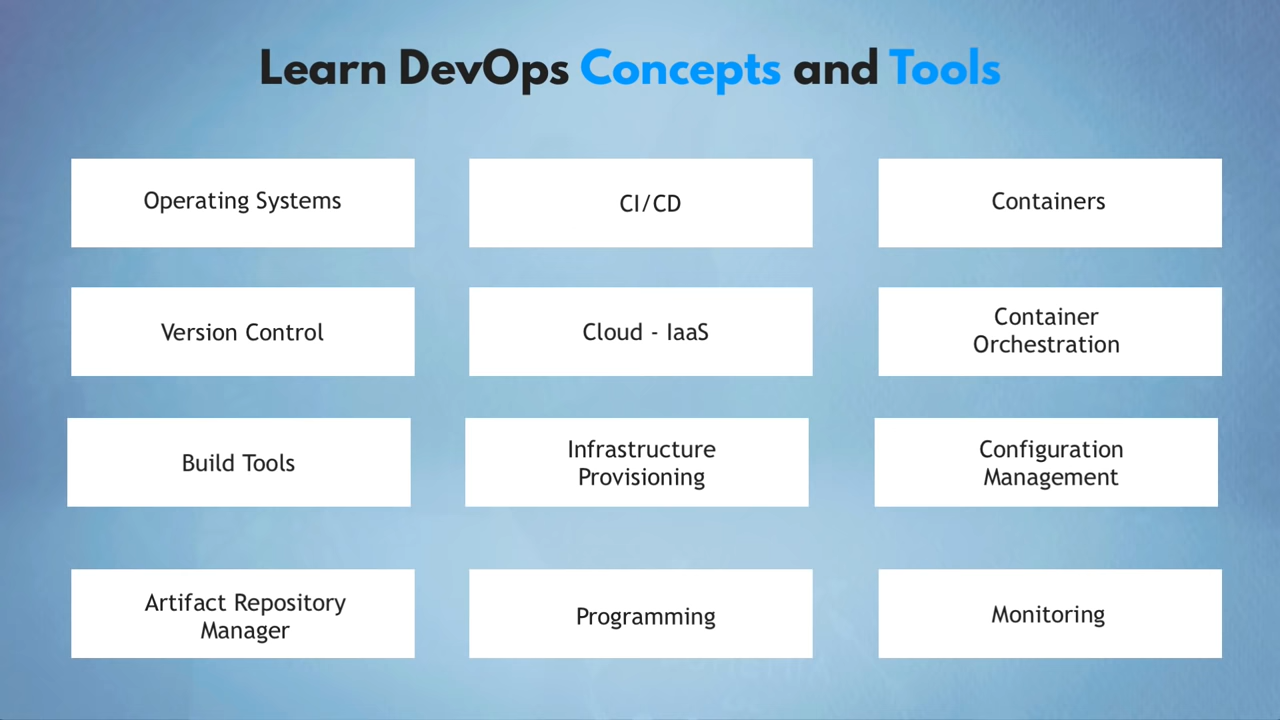 Learn DevOps Concepts and Tools
Operating Systems
CI/CD
Containers
Version Control
Cloud - IaaS
Container
Orchestration
Build Tools
Infrastructure
Provisioning
Configuration
Management
Artifact Repository
Manager
Programming
Monitoring